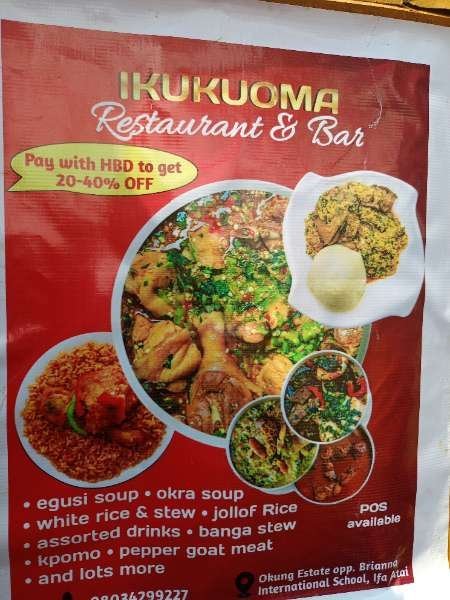 IKUKUOMA
Restaurant & Bar
Pay with HBD to get
20-40% OFF
• egusi soup • okra soup
• white rice & stew • jollof Rice
• assorted drinks • banga stew
• kpomo • pepper goat meat
• and lots more
POS
available
08034299227
Okung Estate opp. Brianna
International School, Ifa Atai